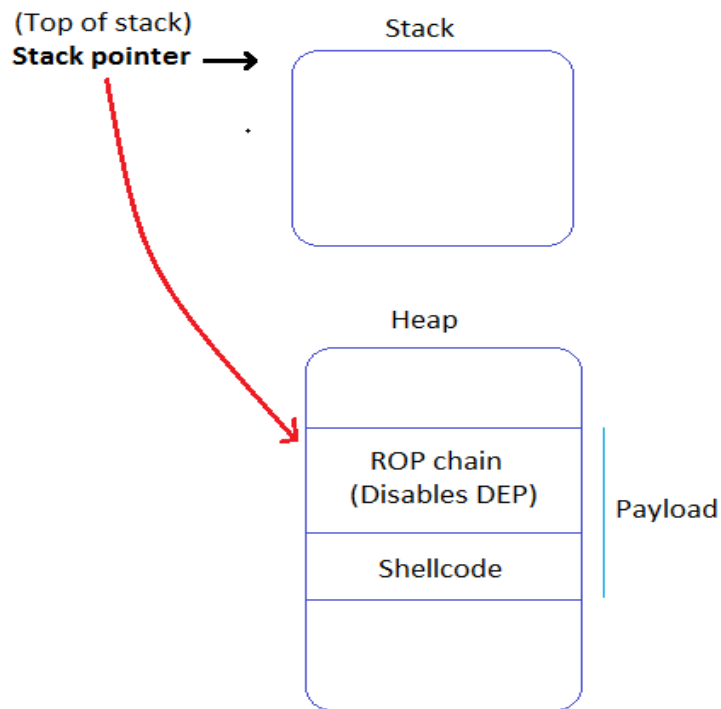 (Top of stack)
Stack pointer
Stack
Heap
ROP chain
(Disables DEP)
Payload
Shellcode